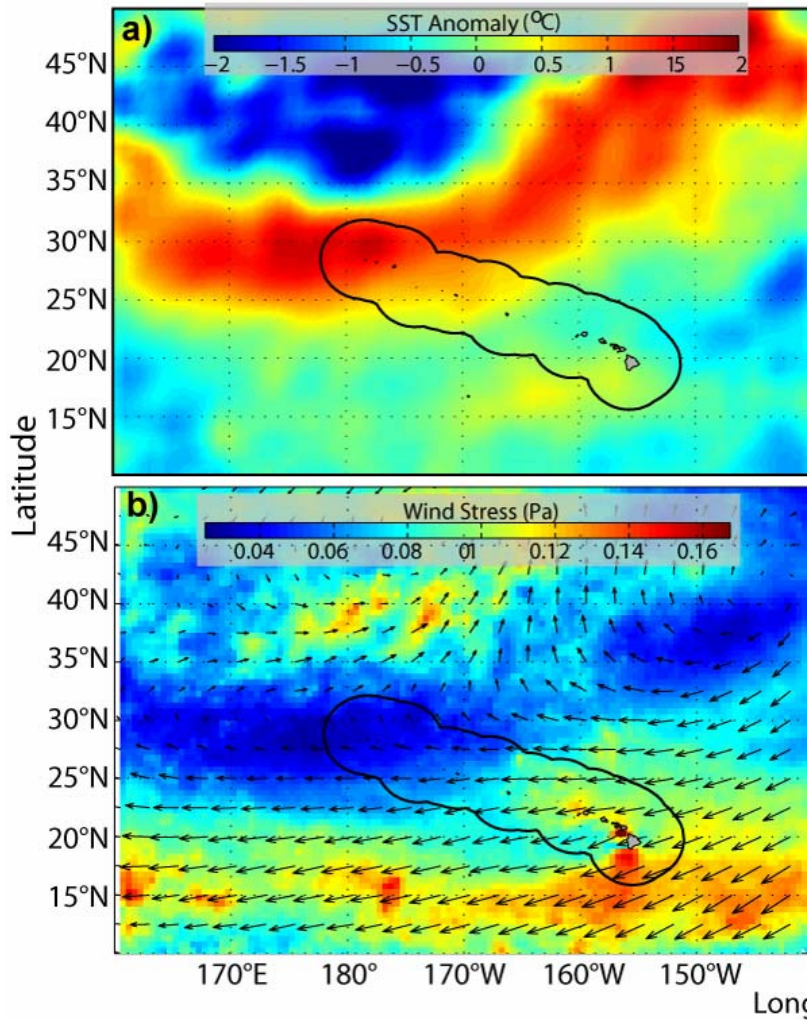 a)
SST Anomaly (°C)
−2 −1.5 −1 −0.5 0 0.5 1 15 2
45°N
40°N
35°N
30°N
25°N
20°N
15°N
Latitude
b)
Wind Stress (Pa)
0.04 0.06 0.08 01 0.12 0.14 0.16
45°N
40°N
35°N
30°N
25°N
20°N
15°N
170°E 180° 170°W 160°W 150°W
Long